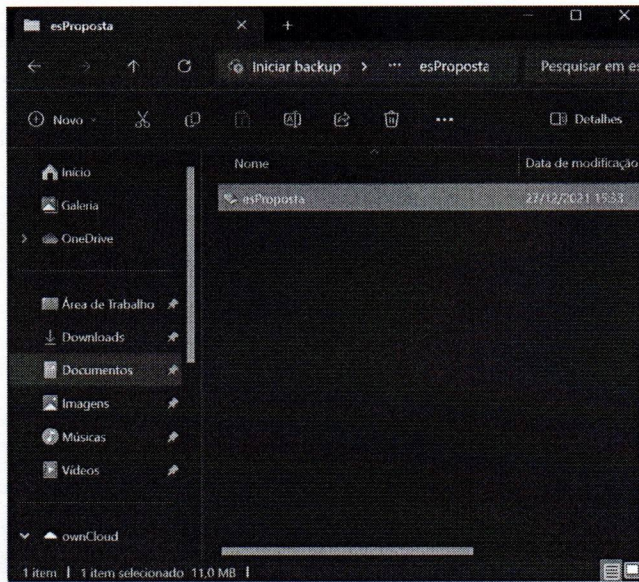 esProposta
Iniciar backup > ... esProposta Pesquisar em es
Novo Detalhes
Nome Data de modificação
Início
Galeria
OneDrive
esProposta 27/12/2021 15:33
Área de Trabalho
Downloads
Documentos
Imagens
Músicas
Vídeos
ownCloud
1 item | 1 item selecionado 11,0 MB |